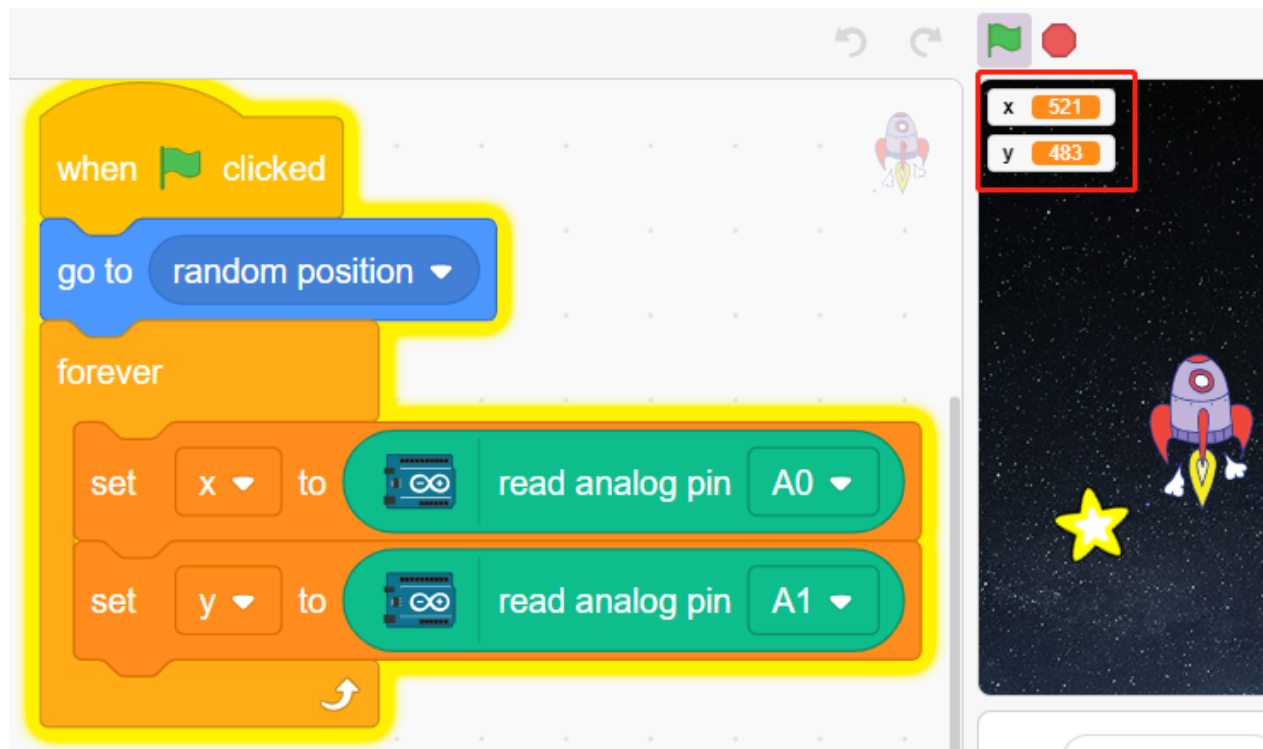 x 521
y 483
when clicked
go to random position
forever
set x to read analog pin A0
set y to read analog pin A1